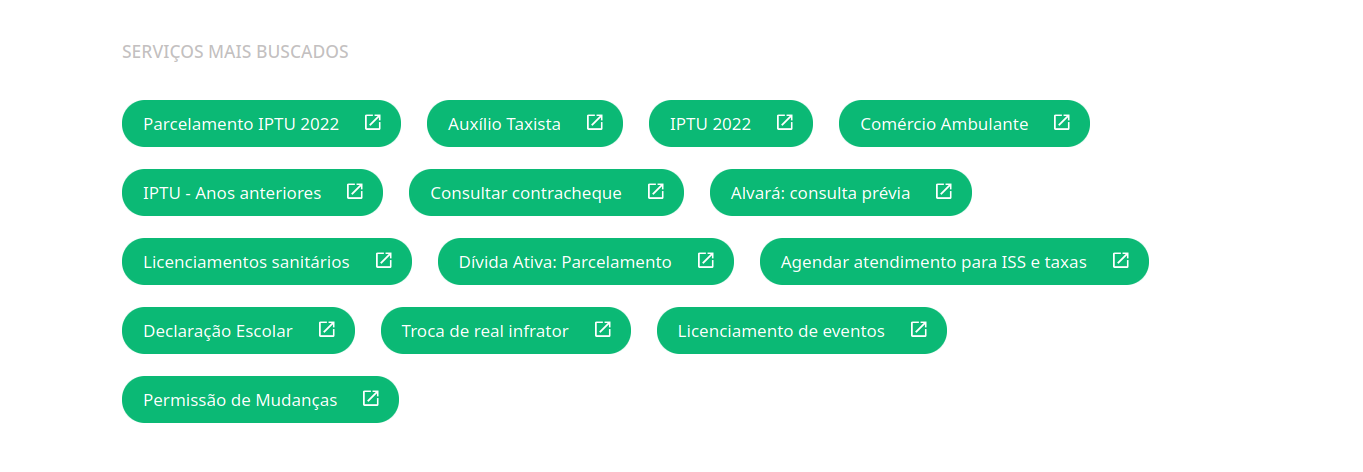 SERVIÇOS MAIS BUSCADOS
Parcelamento IPTU 2022
Auxílio Taxista
IPTU 2022
Comércio Ambulante
IPTU - Anos anteriores
Consultar contracheque
Alvará: consulta prévia
Licenciamentos sanitários
Dívida Ativa: Parcelamento
Agendar atendimento para ISS e taxas
Declaração Escolar
Troca de real infrator
Licenciamento de eventos
Permissão de Mudanças